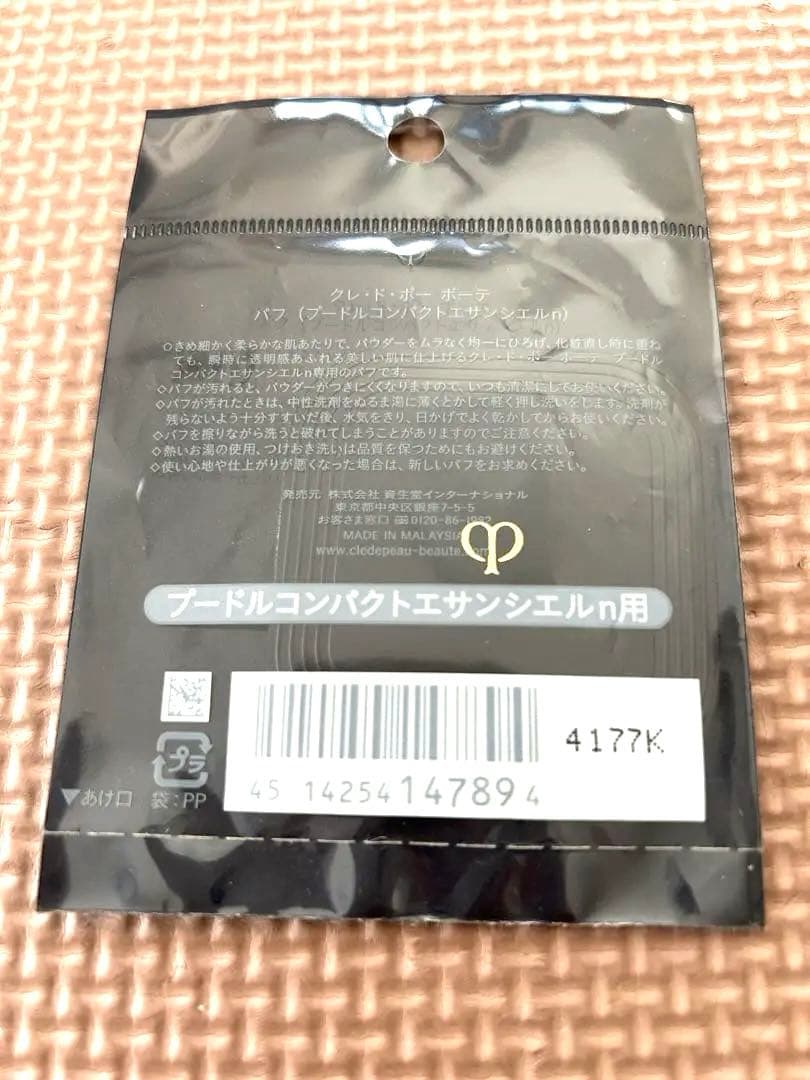 クレ・ド・ポー ボーテ
パフ（プードルコンパクトエサンシエルn）
○きめ細かく柔らかな肌あたりで、パウダーをムラなく均一にひろげ、化粧直し時に重ね
ても、瞬時に透明感あふれる美しい肌に仕上げるクレ・ド・ポー ボーテ プードル
コンパクトエサンシエルn専用のパフです。
◇パフが汚れると、パウダーがつきにくくなりますので、いつも清潔にしてお使いください。
◇パフが汚れたときは、中性洗剤をぬるま湯に薄くとかして軽く押し洗いをします。洗剤が
残らないよう十分すすいだ後、水気をきり、日かげでよく乾かしてからお使いください。
◇パフを擦りながら洗うと破れてしまうことがありますのでご注意ください。
◇熱いお湯の使用、つけおき洗いは品質を保つためにもお避けください。
◇使い心地や仕上がりが悪くなった場合は、新しいパフをお求めください。
発売元 株式会社 資生堂インターナショナル
東京都中央区銀座7-5-5
お客さま窓口 0120-86-1982
MADE IN MALAYSIA
www.cledepeau-beaute.com
プードルコンパクトエサンシエルn用
4177K
プラ
45 14254 14789 4
▼あけ口 袋：PP